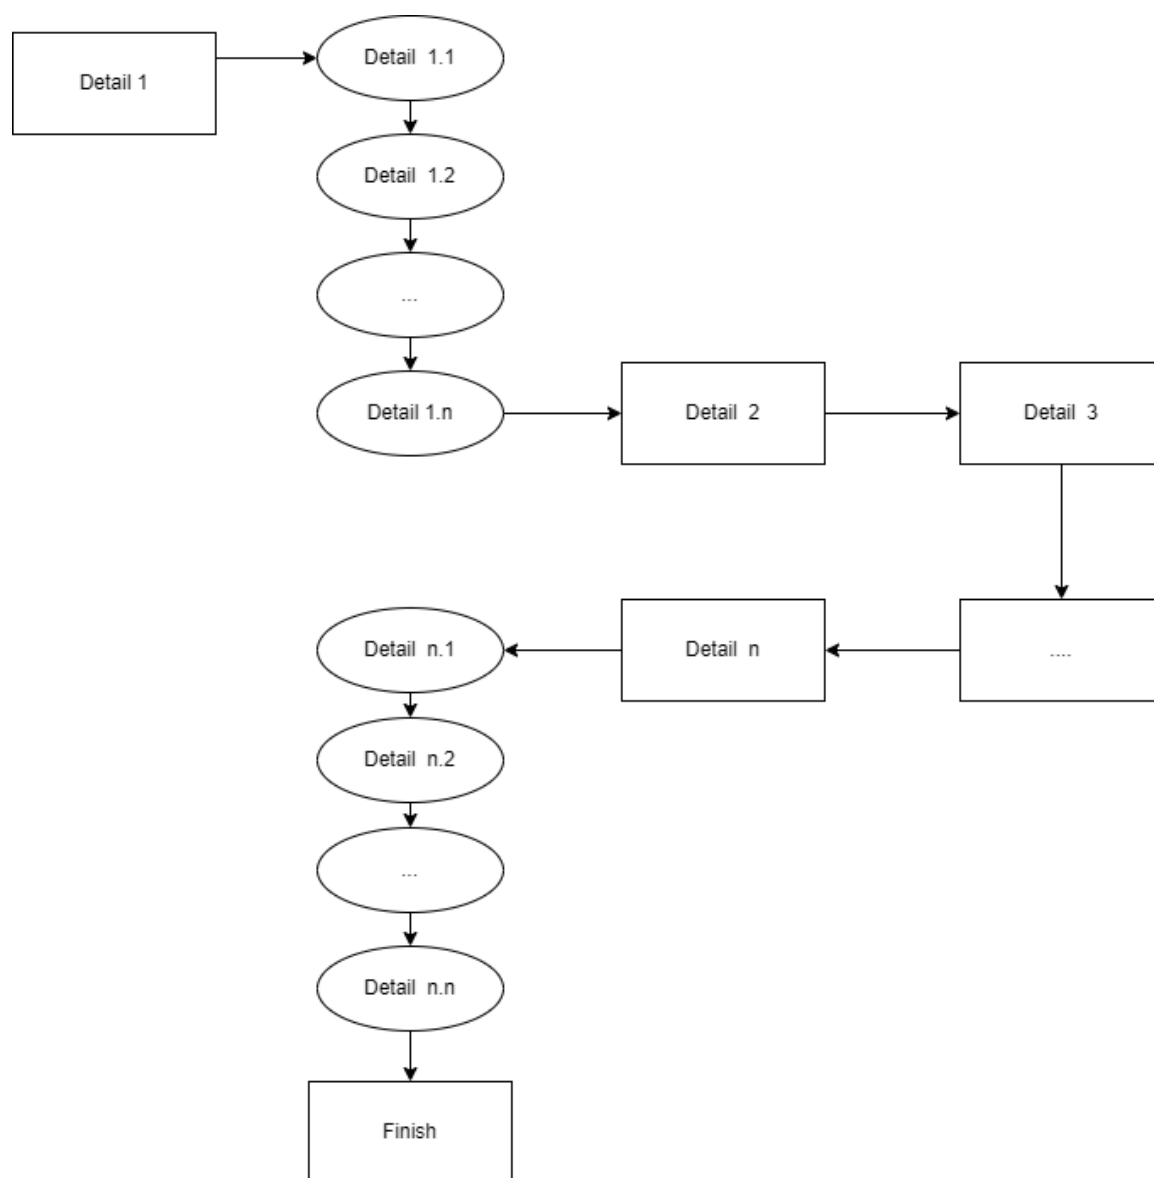 Detail 1
Detail 1.1
Detail 1.2
...
Detail 1.n
Detail 2
Detail 3
....
Detail n
Detail n.1
Detail n.2
...
Detail n.n
Finish